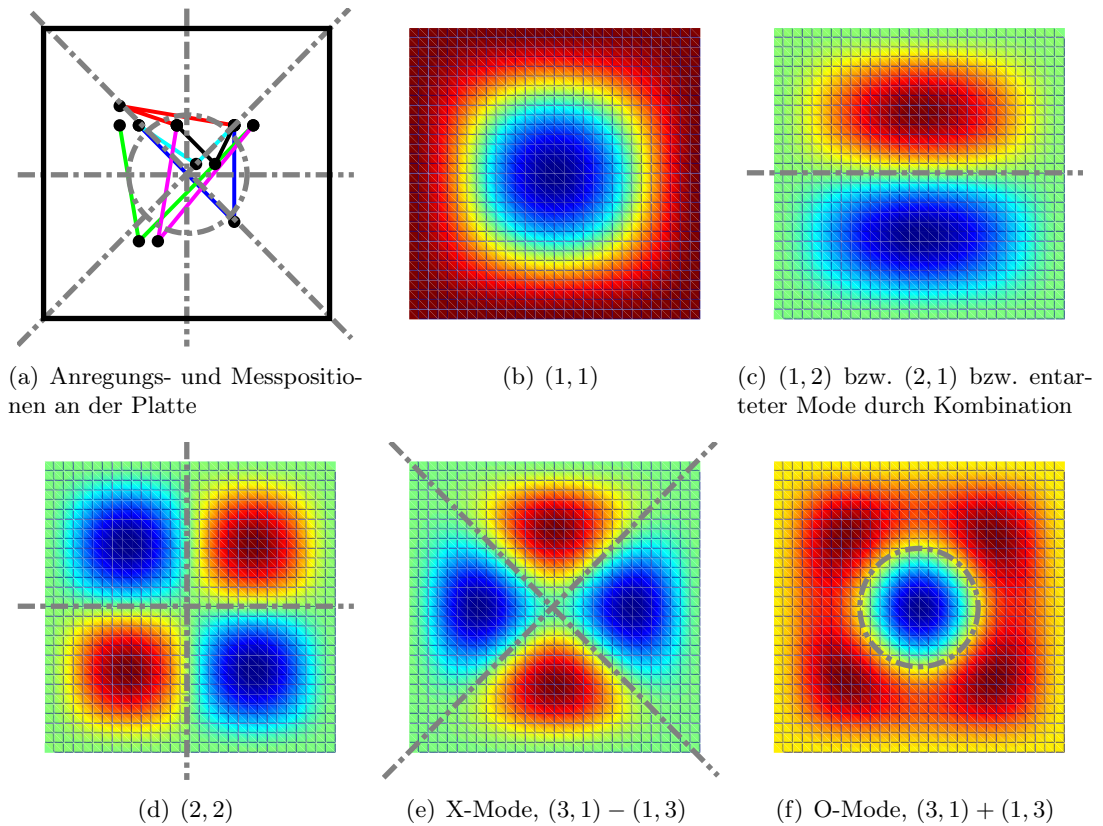 (a) Anregungs- und Messpositio-
nen an der Platte
(b) (1, 1)
(c) (1, 2) bzw. (2, 1) bzw. entar-
teter Mode durch Kombination
(d) (2, 2)
(e) X-Mode, (3, 1) − (1, 3)
(f) O-Mode, (3, 1) + (1, 3)